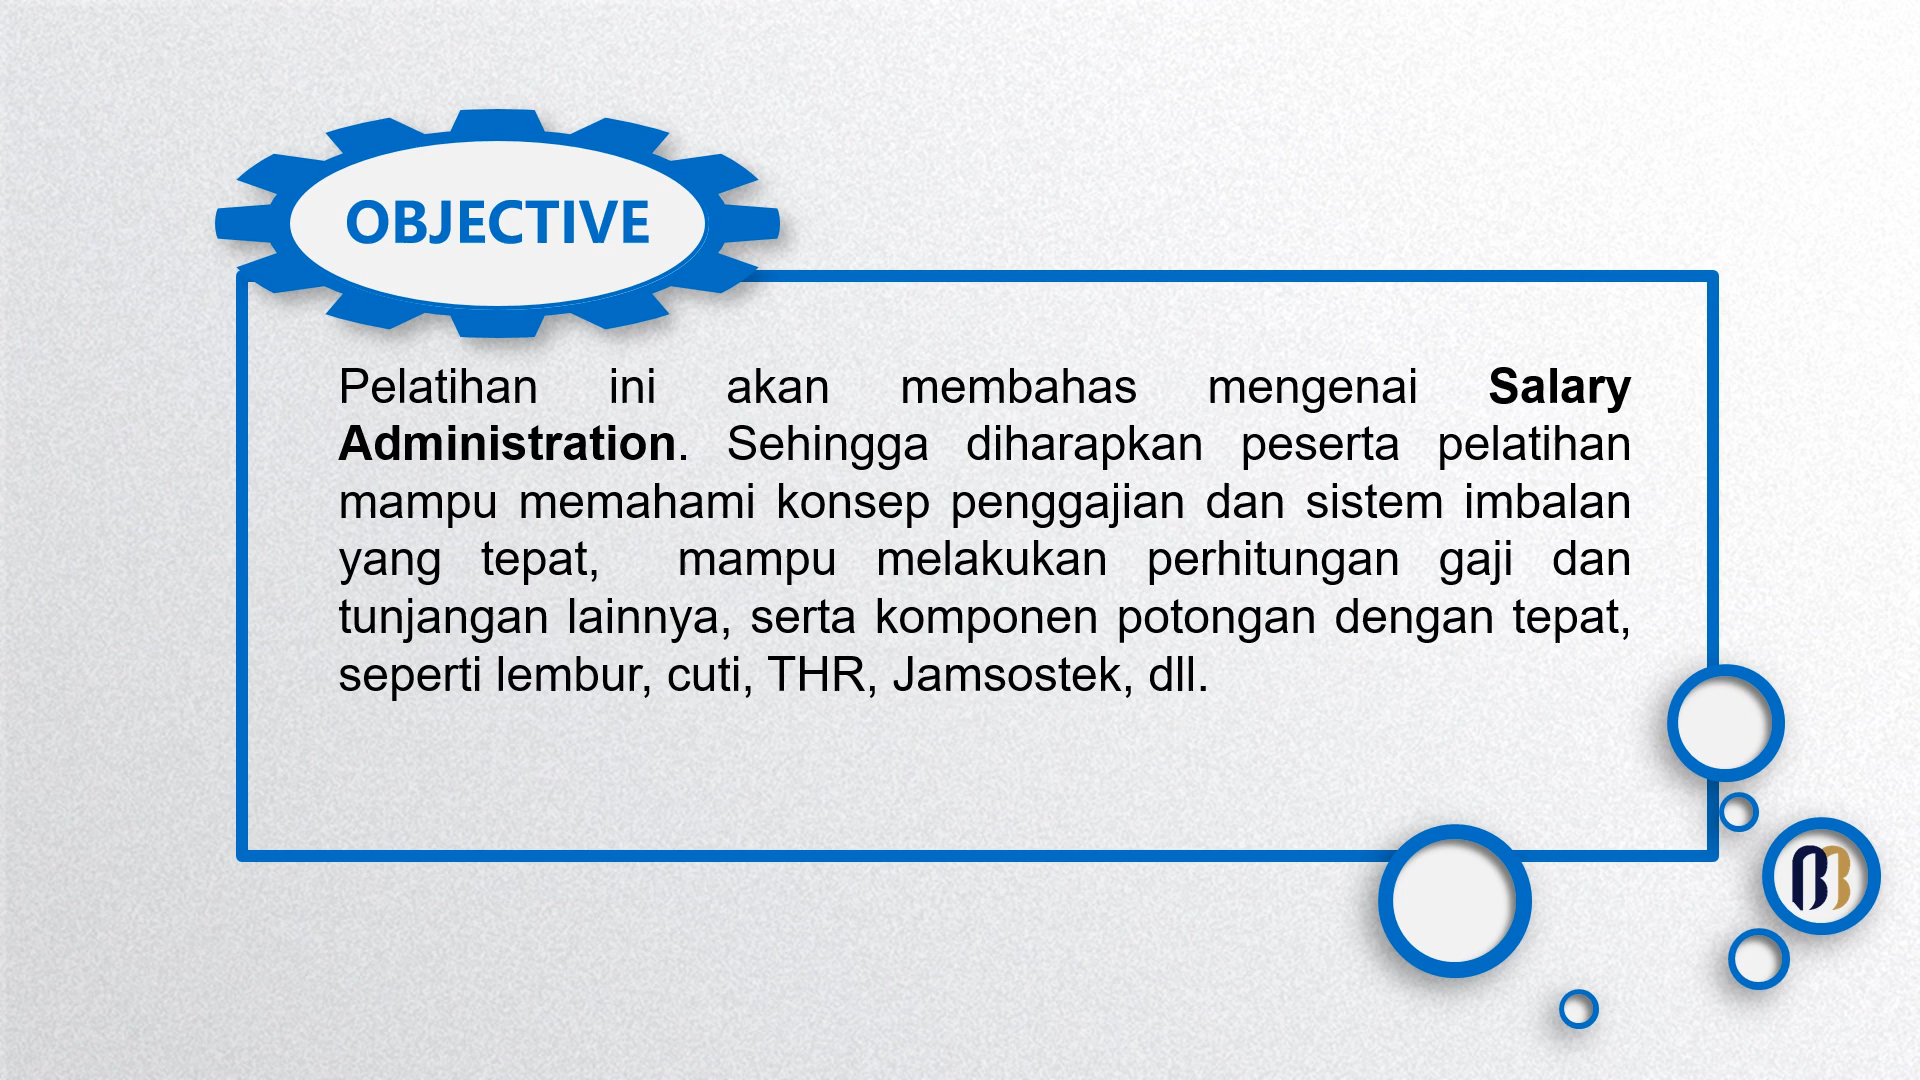 OBJECTIVE
Pelatihan ini akan membahas mengenai Salary
Administration. Sehingga diharapkan peserta pelatihan
mampu memahami konsep penggajian dan sistem imbalan
yang tepat, mampu melakukan perhitungan gaji dan
tunjangan lainnya, serta komponen potongan dengan tepat,
seperti lembur, cuti, THR, Jamsostek, dll.